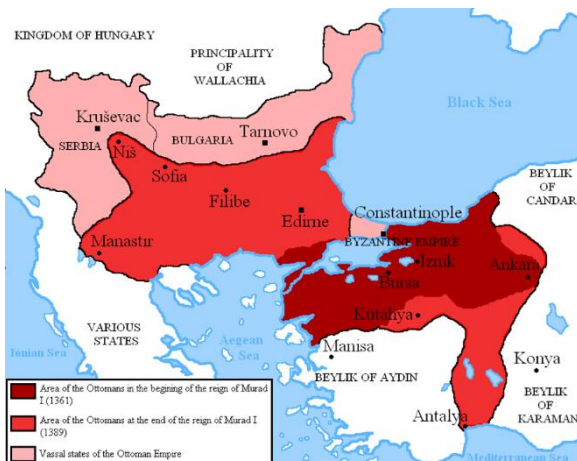 KINGDOM OF HUNGARY
PRINCIPALITY
OF
WALLACHIA
Black Sea
Kruševac
SERBIA
Niš
BULGARIA
Tarnovo
Sofia
Filibe
Edirne
Constantinople
BYZANTINE EMPIRE
BEYLIK
OF
CANDAR
Manastır
Iznik
Bursa
Ankara
Kutahya
VARIOUS
STATES
Aegean
Sea
Ionian Sea
Manisa
BEYLIK OF AYDIN
Konya
BEYLIK
OF
KARAMAN
Antalya
Mediterranean Sea
Area of the Ottomans in the begining of the reign of Murad
I (1361)
Area of the Ottomans at the end of the reign of Murad I
(1389)
Vassal states of the Ottoman Empire